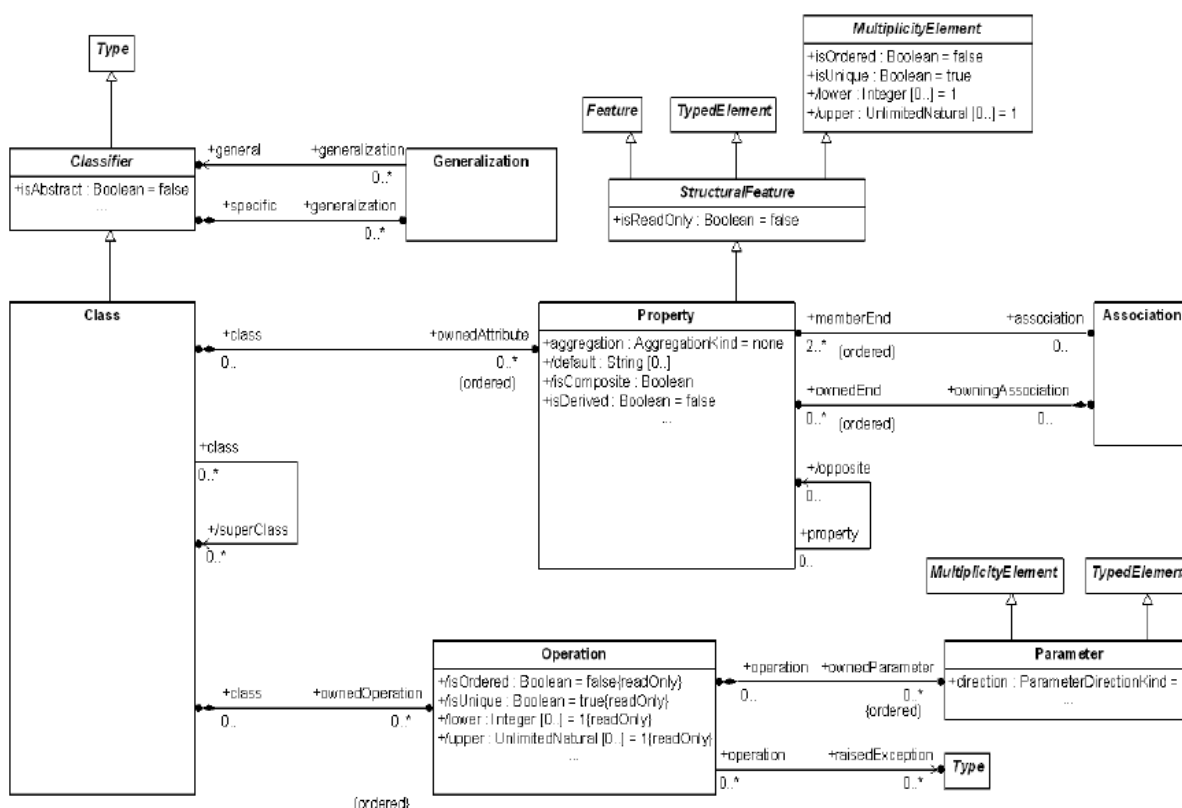 MultiplicityElement
+isOrdered : Boolean = false
+isUnique : Boolean = true
+/lower : Integer [0..] = 1
+/upper : UnlimitedNatural [0..] = 1
Type
Feature
TypedElement
Classifier
+isAbstract : Boolean = false
...
+general
+generalization
0..*
+specific
+generalization
0..*
Generalization
StructuralFeature
+isReadOnly : Boolean = false
Class
+class
0..
+ownedAttribute
0..*
(ordered)
Property
+aggregation : AggregationKind = none
+/default : String [0..]
+/isComposite : Boolean
+isDerived : Boolean = false
...
+memberEnd
2..*
(ordered)
+association
0..
+ownedEnd
0..*
(ordered)
+owningAssociation
0..
Association
+class
0..*
+/superClass
0..*
+/opposite
0..
+property
0..
MultiplicityElement
TypedElement
+class
0..
+ownedOperation
0..*
Operation
+/isOrdered : Boolean = false{readOnly}
+/isUnique : Boolean = true{readOnly}
+/lower : Integer [0..] = 1{readOnly}
+/upper : UnlimitedNatural [0..] = 1{readOnly}
...
+operation
0..
+ownedParameter
0..*
{ordered)
Parameter
+direction : ParameterDirectionKind =
...
+operation
0..*
+raisedException
0..*
Type
(ordered}